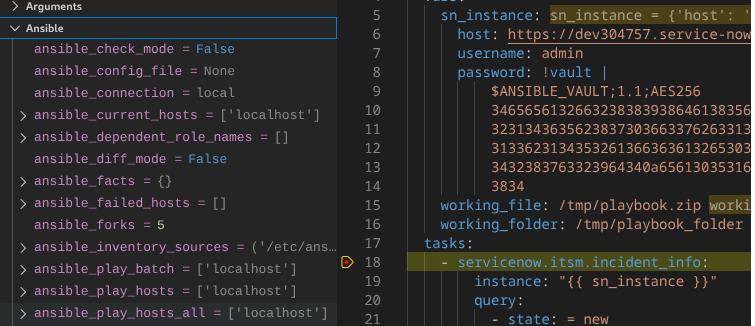 Arguments
Ansible
ansible_check_mode = False
ansible_config_file = None
ansible_connection = local
ansible_current_hosts = ['localhost']
ansible_dependent_role_names = []
ansible_diff_mode = False
ansible_facts = {}
ansible_failed_hosts = []
ansible_forks = 5
ansible_inventory_sources = ('/etc/ans…
ansible_play_batch = ['localhost']
ansible_play_hosts = ['localhost']
ansible_play_hosts_all = ['localhost']
5 sn_instance: sn_instance = {'host': '
6 host: https://dev304757.service-now
7 username: admin
8 password: !vault |
9 $ANSIBLE_VAULT;1.1;AES256
10 3465656132663238383938646138356
11 3231343635623837303663376263313
12 3133623134353261366363613265303
13 3432383763323964340a65613035316
14 3834
15 working_file: /tmp/playbook.zip worki
16 working_folder: /tmp/playbook_folder
17 tasks:
18 - servicenow.itsm.incident_info:
19 instance: "{{ sn_instance }}"
20 query:
21 - state: = new